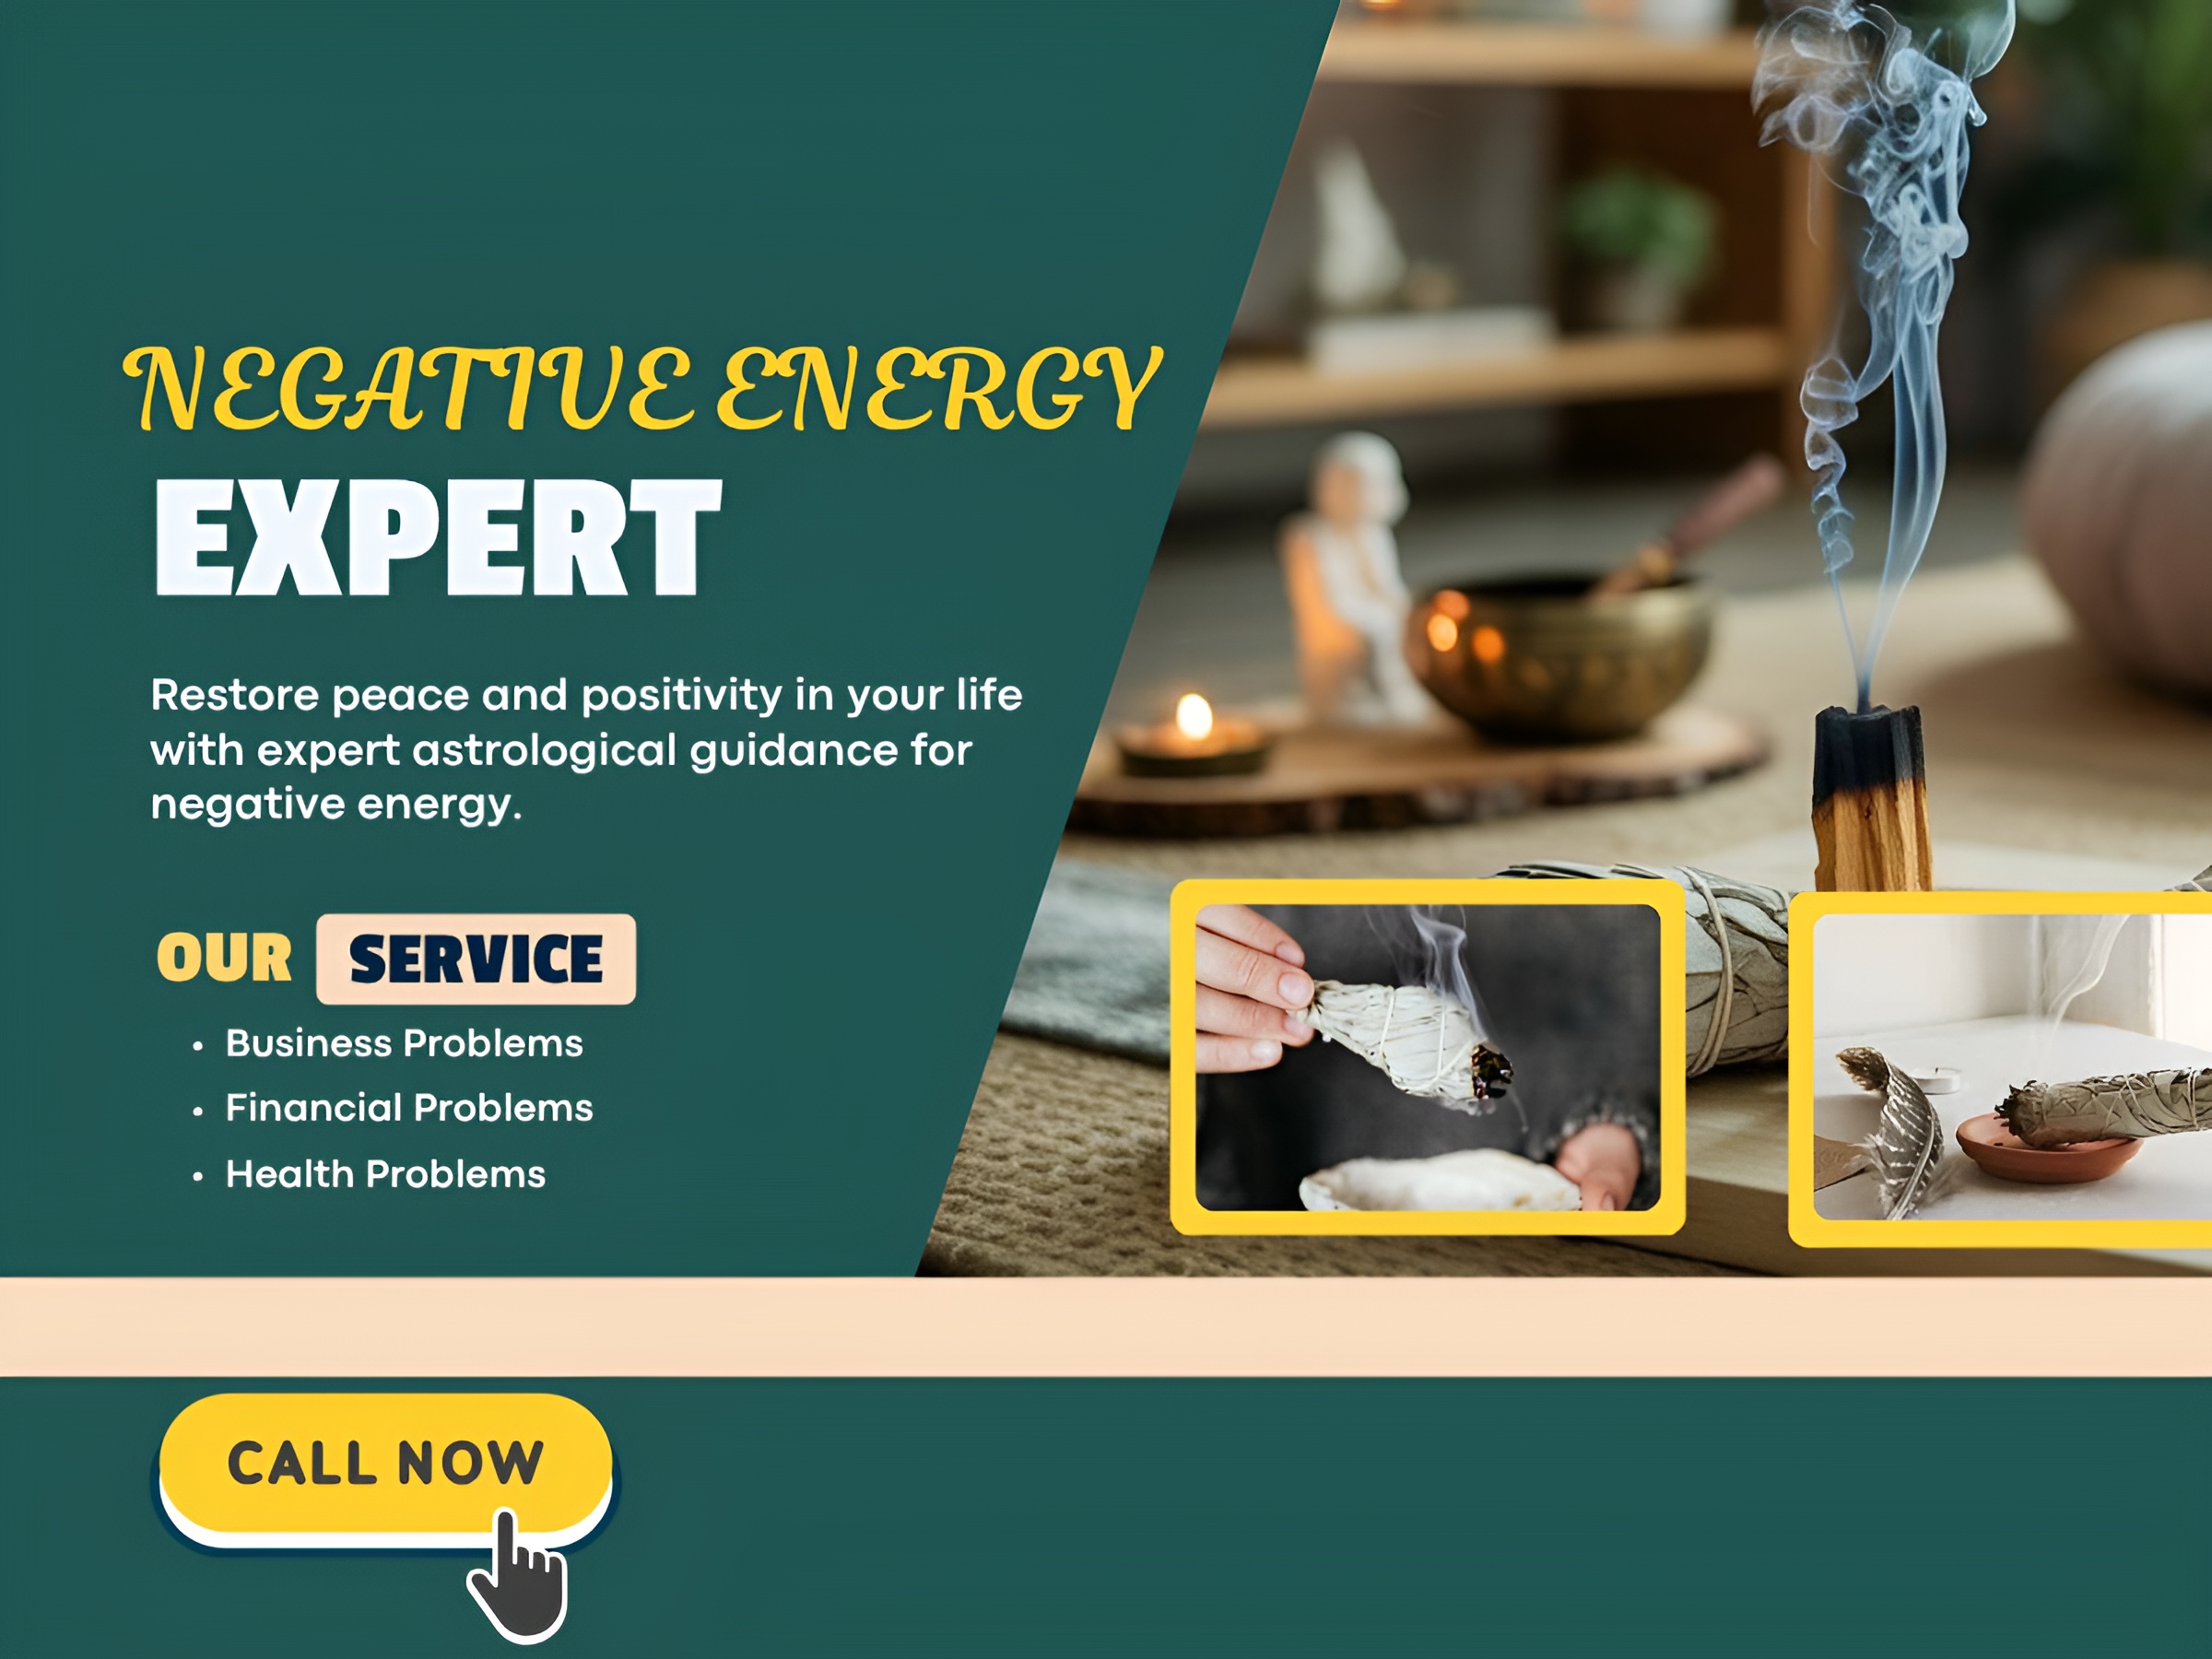 NEGATIVE ENERGY
EXPERT
Restore peace and positivity in your life
with expert astrological guidance for
negative energy.
OUR SERVICE
• Business Problems
• Financial Problems
• Health Problems
CALL NOW